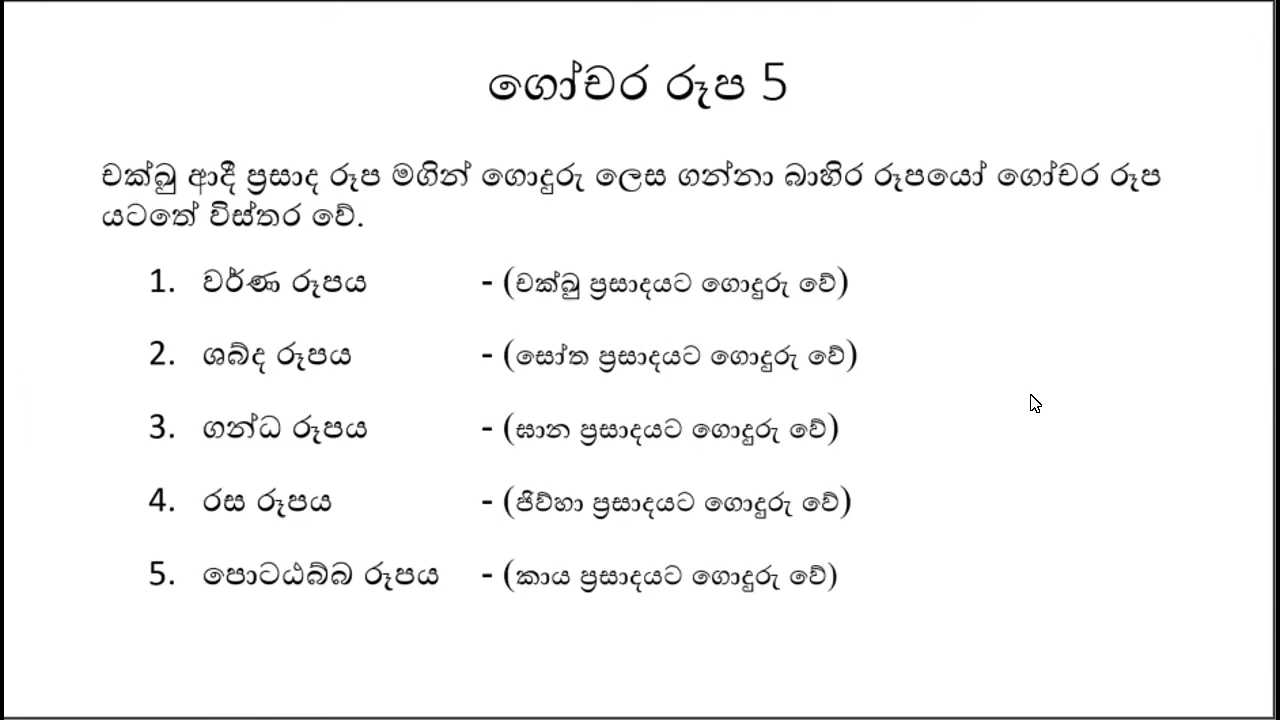 ගෝචර රූප 5
චක්ඛු ආදී ප්‍රසාද රූප මගින් ගොදුරු ලෙස ගන්නා බාහිර රූපයෝ ගෝචර රූප
යටතේ විස්තර වේ.
1. වර්ණ රූපය - (චක්ඛු ප්‍රසාදයට ගොදුරු වේ)
2. ශබ්ද රූපය - (සෝත ප්‍රසාදයට ගොදුරු වේ)
3. ගන්ධ රූපය - (ඝාන ප්‍රසාදයට ගොදුරු වේ)
4. රස රූපය - (ජිව්හා ප්‍රසාදයට ගොදුරු වේ)
5. පොටඨබ්බ රූපය - (කාය ප්‍රසාදයට ගොදුරු වේ)